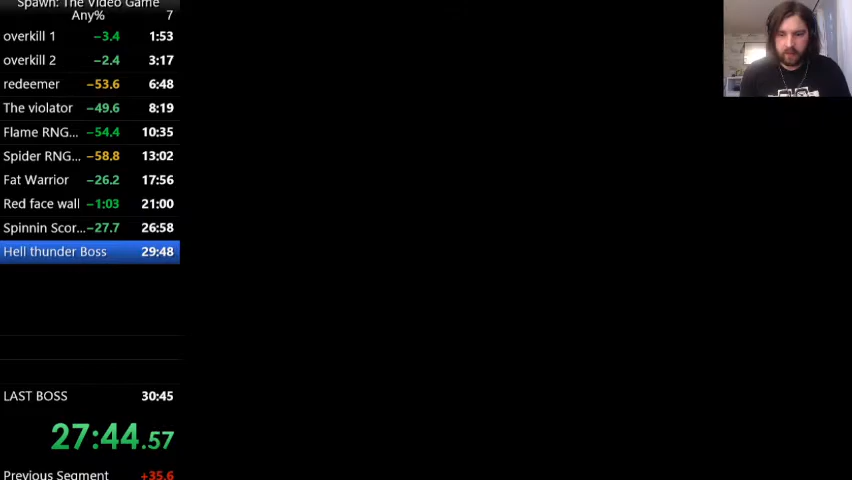 Spawn: The Video Game
Any% 7
overkill 1 −3.4 1:53
overkill 2 −2.4 3:17
redeemer −53.6 6:48
The violator −49.6 8:19
Flame RNG... −54.4 10:35
Spider RNG... −58.8 13:02
Fat Warrior −26.2 17:56
Red face wall −1:03 21:00
Spinnin Scor... −27.7 26:58
Hell thunder Boss 29:48
LAST BOSS 30:45
27:44.57
Previous Segment +35.6